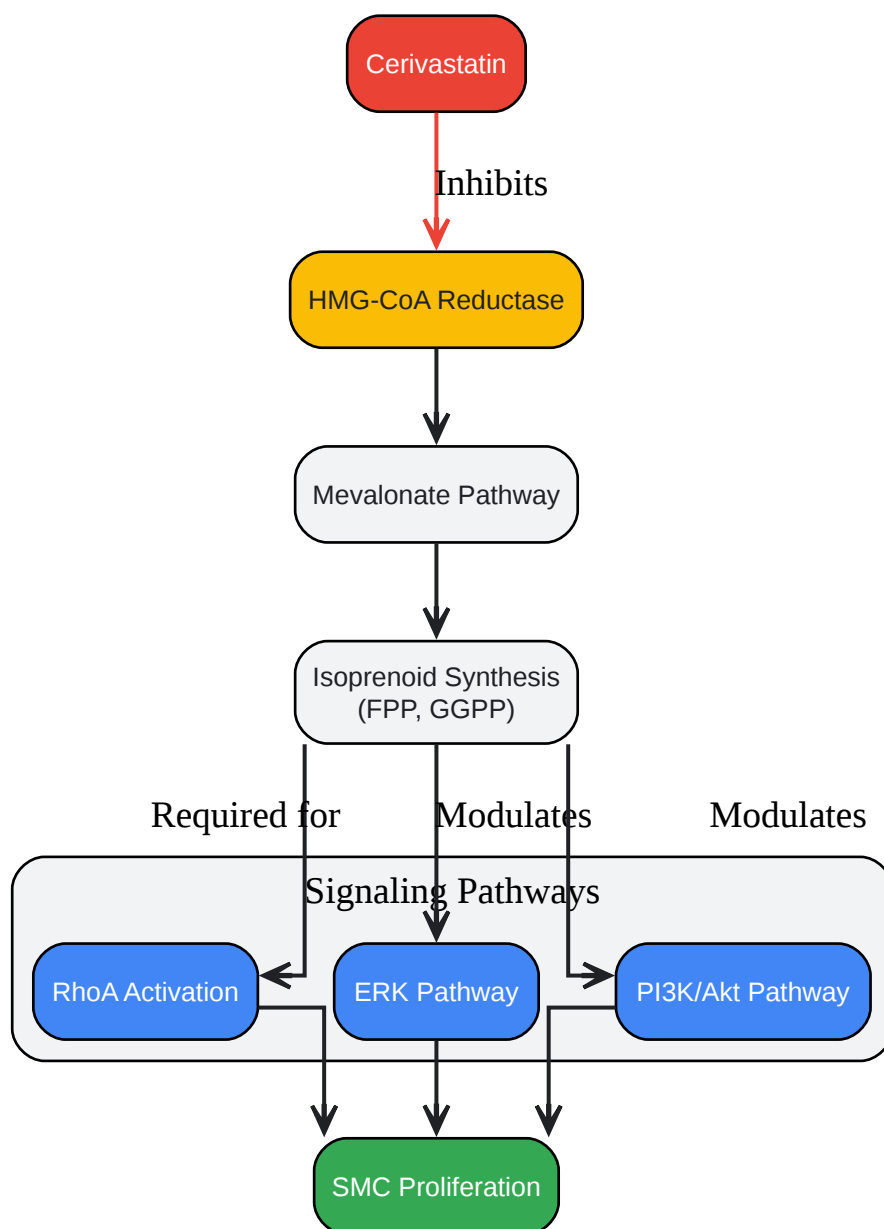 Cerivastatin
Inhibits
HMG-CoA Reductase
Mevalonate Pathway
Isoprenoid Synthesis
(FPP, GGPP)
Required for
Modulates
Modulates
Signaling Pathways
RhoA Activation
ERK Pathway
PI3K/Akt Pathway
SMC Proliferation